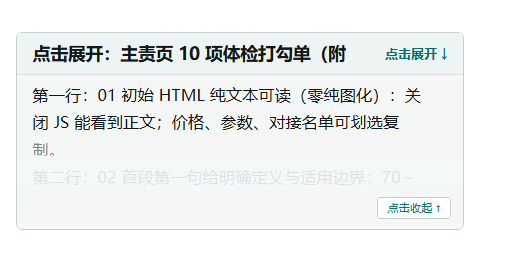 点击展开：主责页 10 项体检打勾单（附
点击展开↓
第一行：01 初始 HTML 纯文本可读（零纯图化）：关
闭 JS 能看到正文；价格、参数、对接名单可划选复
制。
第二行：02 首段第一句给明确定义与适用边界：70～
点击收起↑